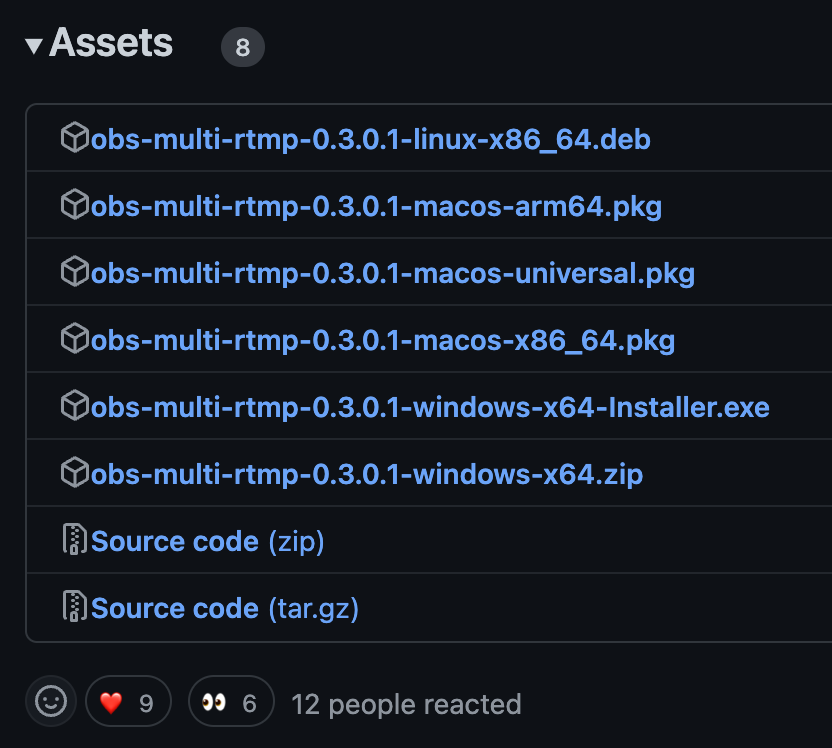 Assets 8
obs-multi-rtmp-0.3.0.1-linux-x86_64.deb
obs-multi-rtmp-0.3.0.1-macos-arm64.pkg
obs-multi-rtmp-0.3.0.1-macos-universal.pkg
obs-multi-rtmp-0.3.0.1-macos-x86_64.pkg
obs-multi-rtmp-0.3.0.1-windows-x64-Installer.exe
obs-multi-rtmp-0.3.0.1-windows-x64.zip
Source code (zip)
Source code (tar.gz)
9 6 12 people reacted